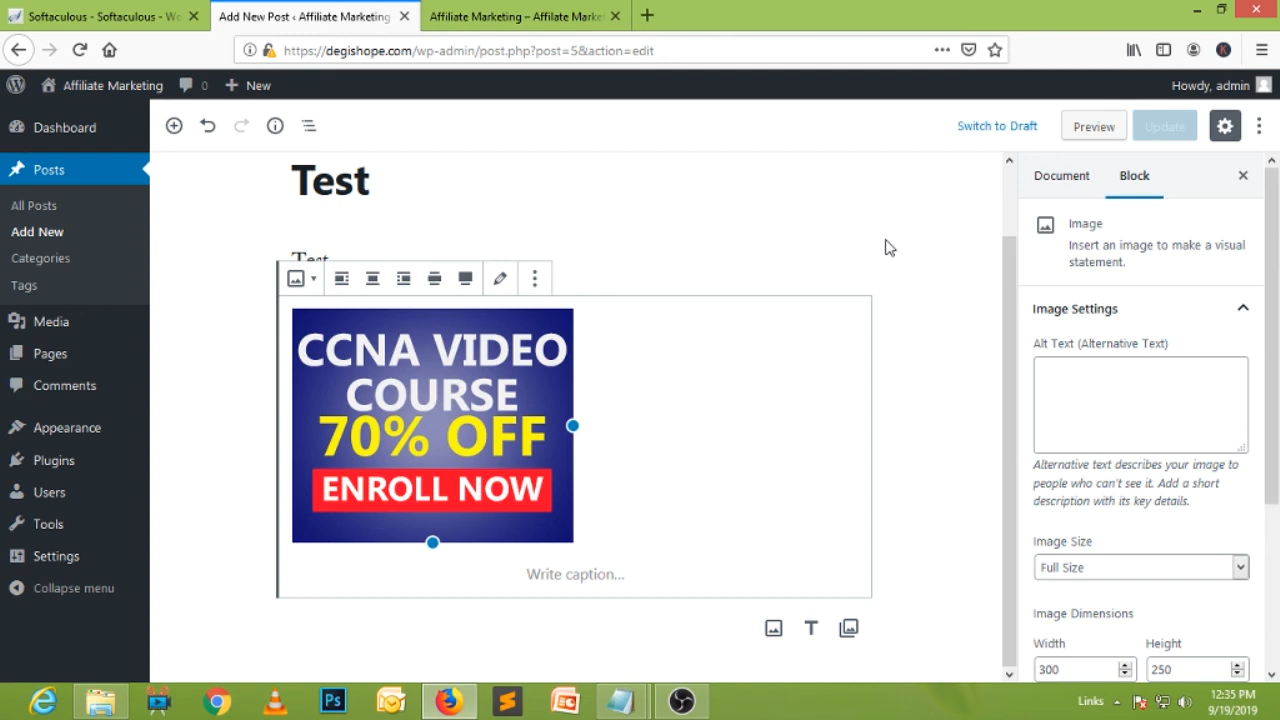 Softaculous - Softaculous - Wo
Add New Post ‹ Affiliate Marketing
Affiliate Marketing – Affilate Marke
https://degishope.com/wp-admin/post.php?post=5&action=edit
Affiliate Marketing
0
New
Howdy, admin
Dashboard
Posts
All Posts
Add New
Categories
Tags
Media
Pages
Comments
Appearance
Plugins
Users
Tools
Settings
Collapse menu
Switch to Draft
Preview
Update
Test
Test
CCNA VIDEO
COURSE
70% OFF
ENROLL NOW
Write caption...
Document
Block
Image
Insert an image to make a visual
statement.
Image Settings
Alt Text (Alternative Text)
Alternative text describes your image to
people who can't see it. Add a short
description with its key details.
Image Size
Full Size
Image Dimensions
Width
Height
300
250
Links
12:35 PM
9/19/2019